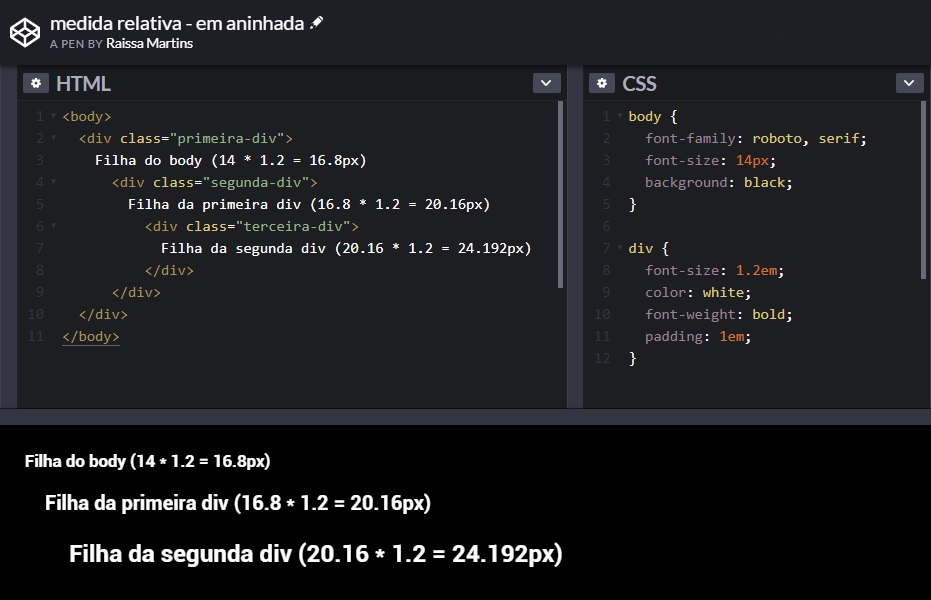 medida relativa - em aninhada
A PEN BY Raissa Martins
HTML
1 <body>
2 <div class="primeira-div">
3 Filha do body (14 * 1.2 = 16.8px)
4 <div class="segunda-div">
5 Filha da primeira div (16.8 * 1.2 = 20.16px)
6 <div class="terceira-div">
7 Filha da segunda div (20.16 * 1.2 = 24.192px)
8 </div>
9 </div>
10 </div>
11 </body>
CSS
1 body {
2 font-family: roboto, serif;
3 font-size: 14px;
4 background: black;
5 }
6
7 div {
8 font-size: 1.2em;
9 color: white;
10 font-weight: bold;
11 padding: 1em;
12 }
Filha do body (14 * 1.2 = 16.8px)
Filha da primeira div (16.8 * 1.2 = 20.16px)
Filha da segunda div (20.16 * 1.2 = 24.192px)